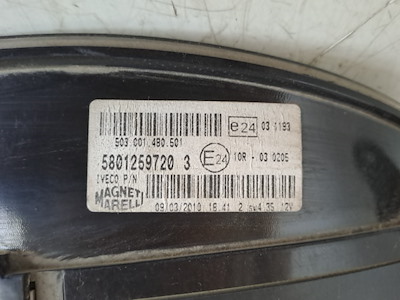 503.001.480.501
e24 03 1193
5801259720 3
E24 10R - 03 0205
IVECO P/N
MAGNETI
MARELLI
09/03/2010 16.41 2 sw4.35 12V